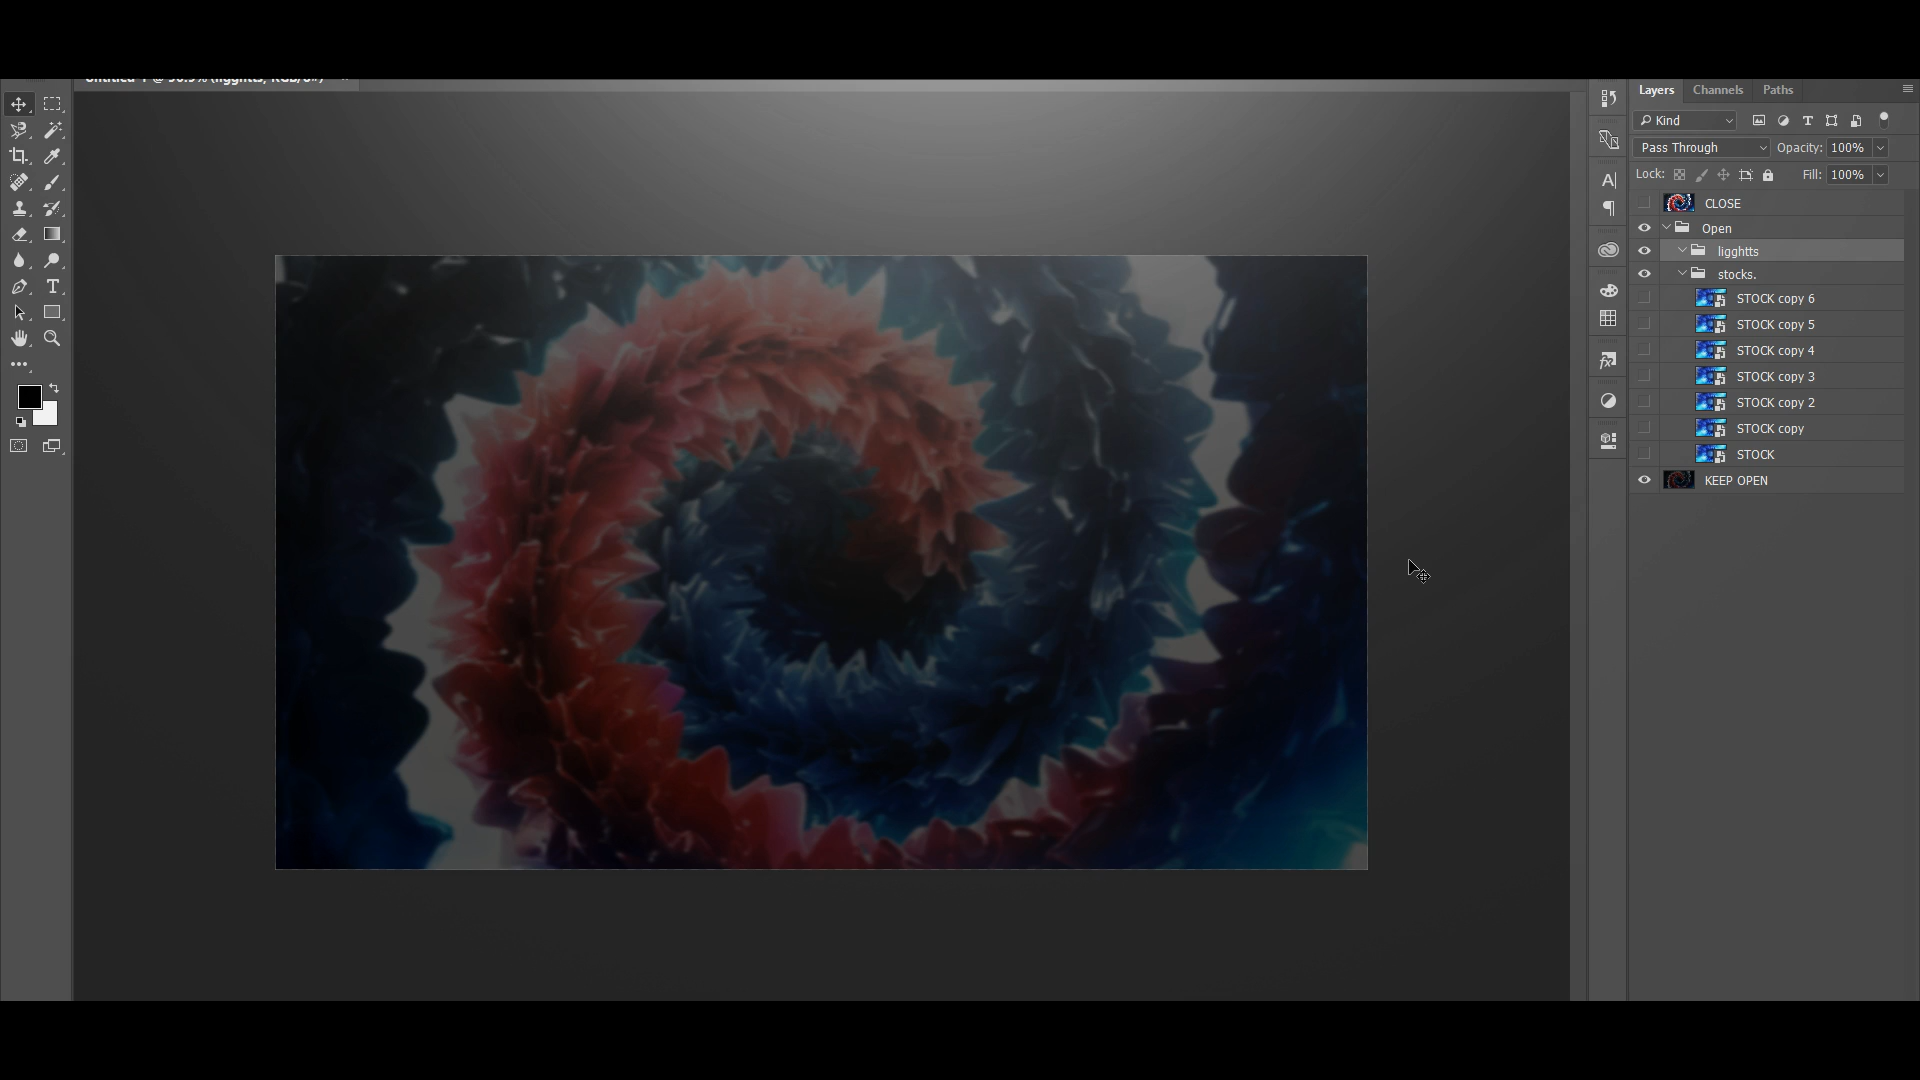 Layers Channels Paths
Kind
Pass Through Opacity: 100%
Lock: Fill: 100%
CLOSE
Open
ligghtts
stocks.
STOCK copy 6
STOCK copy 5
STOCK copy 4
STOCK copy 3
STOCK copy 2
STOCK copy
STOCK
KEEP OPEN